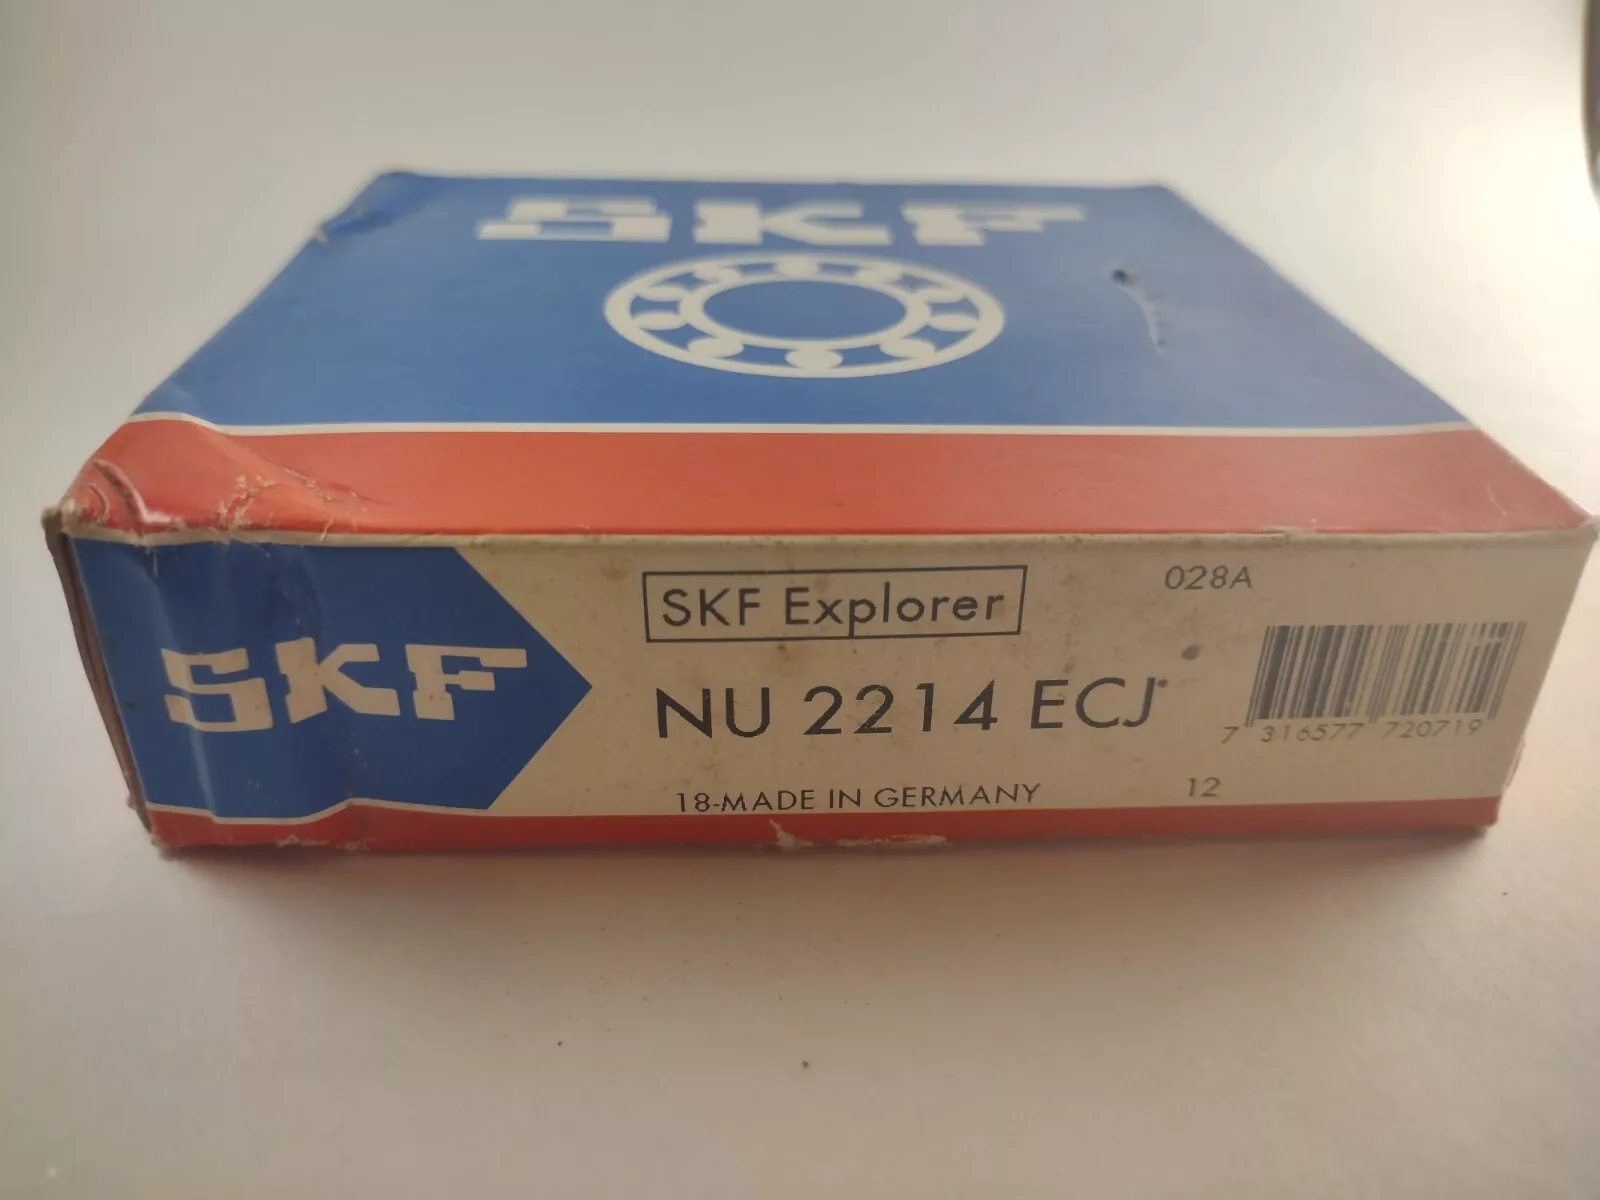 SKF
SKF
SKF Explorer
028A
NU 2214 ECJ
7 316577 720719
18-MADE IN GERMANY
12